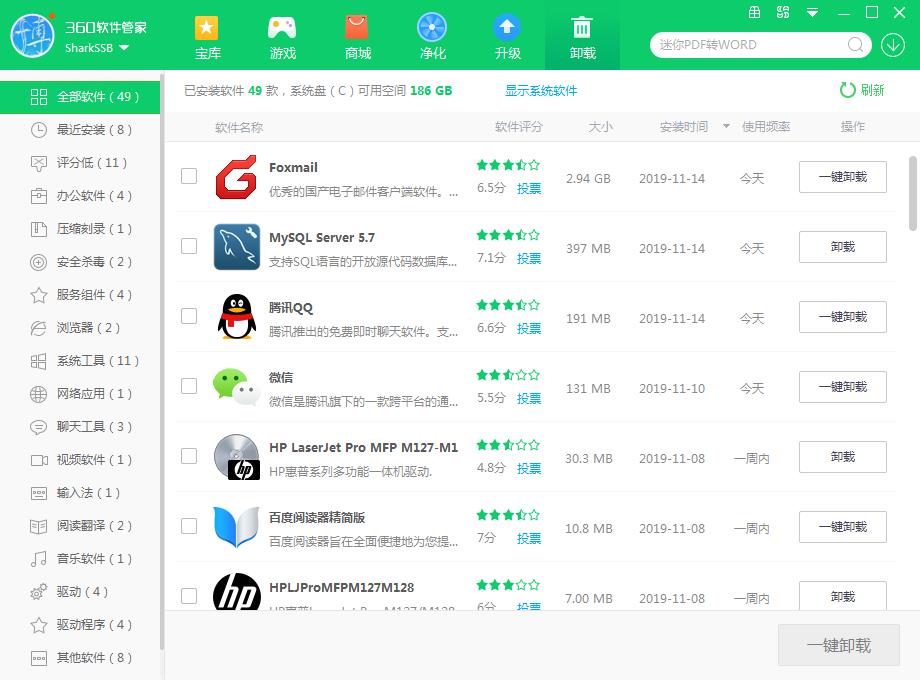 360软件管家
SharkSSB
宝库
游戏
商城
净化
升级
卸载
迷你PDF转WORD
全部软件 ( 49 )
最近安装 ( 8 )
评分低 ( 11 )
办公软件 ( 4 )
压缩刻录 ( 1 )
安全杀毒 ( 2 )
服务组件 ( 4 )
浏览器 ( 2 )
系统工具 ( 11 )
网络应用 ( 1 )
聊天工具 ( 3 )
视频软件 ( 1 )
输入法 ( 1 )
阅读翻译 ( 2 )
音乐软件 ( 1 )
驱动 ( 4 )
驱动程序 ( 4 )
其他软件 ( 8 )
已安装软件 49 款，系统盘（C）可用空间 186 GB
显示系统软件
刷新
软件名称 软件评分 大小 安装时间 使用频率 操作
Foxmail
优秀的国产电子邮件客户端软件。...
6.5分 投票
2.94 GB 2019-11-14 今天 一键卸载
MySQL Server 5.7
支持SQL语言的开放源代码数据库...
7.1分 投票
397 MB 2019-11-14 今天 卸载
腾讯QQ
腾讯推出的免费即时聊天软件。支...
6.6分 投票
191 MB 2019-11-14 今天 一键卸载
微信
微信是腾讯旗下的一款跨平台的通...
5.5分 投票
131 MB 2019-11-10 今天 一键卸载
hp
HP LaserJet Pro MFP M127-M1
HP惠普系列多功能一体机驱动.
4.8分 投票
30.3 MB 2019-11-08 一周内 卸载
百度阅读器精简版
百度阅读器旨在全面便捷地为您提...
7分 投票
10.8 MB 2019-11-08 一周内 一键卸载
hp
HPLJProMFPM127M128
HP惠普LaserJet Pro M127/M128
6分 投票
7.00 MB 2019-11-08 一周内 卸载
一键卸载